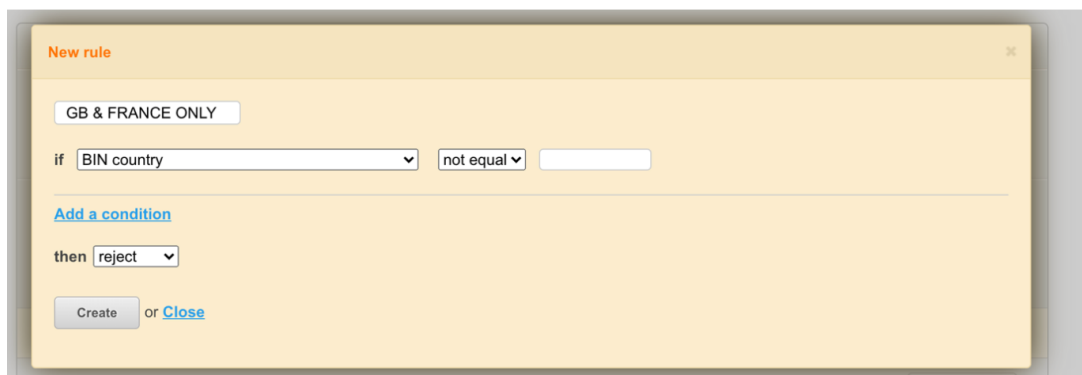 New rule ×
GB & FRANCE ONLY
if BIN country not equal
Add a condition
then reject
Create or Close